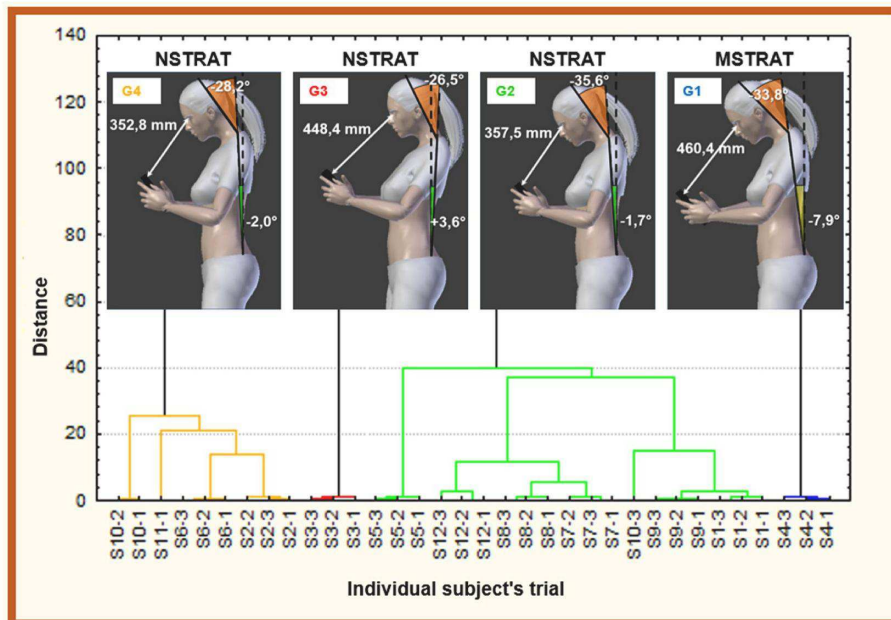 140
120
100
80
60
40
20
0
Distance
NSTRAT
NSTRAT
NSTRAT
MSTRAT
G4
-28,2°
352,8 mm
-2,0°
G3
-26,5°
448,4 mm
+3,6°
G2
-35,6°
357,5 mm
-1,7°
G1
-33,8°
460,4 mm
-7,9°
S10-2
S10-1
S11-1
S6-3
S6-2
S6-1
S2-2
S2-3
S2-1
S3-3
S3-2
S3-1
S5-3
S5-2
S5-1
S12-3
S12-2
S12-1
S8-3
S8-2
S8-1
S7-2
S7-3
S7-1
S10-3
S9-3
S9-2
S9-1
S1-3
S1-2
S1-1
S4-3
S4-2
S4-1
Individual subject's trial